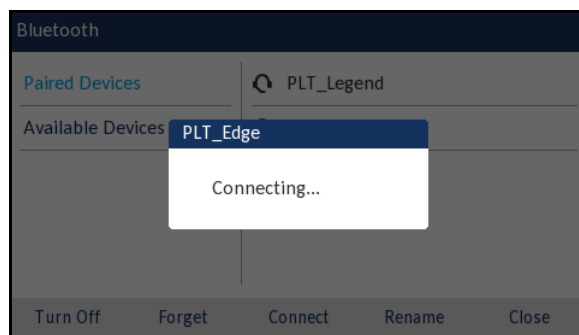 Bluetooth
Paired Devices
PLT_Legend
Available Devices
PLT_Edge
Connecting...
Turn Off Forget Connect Rename Close